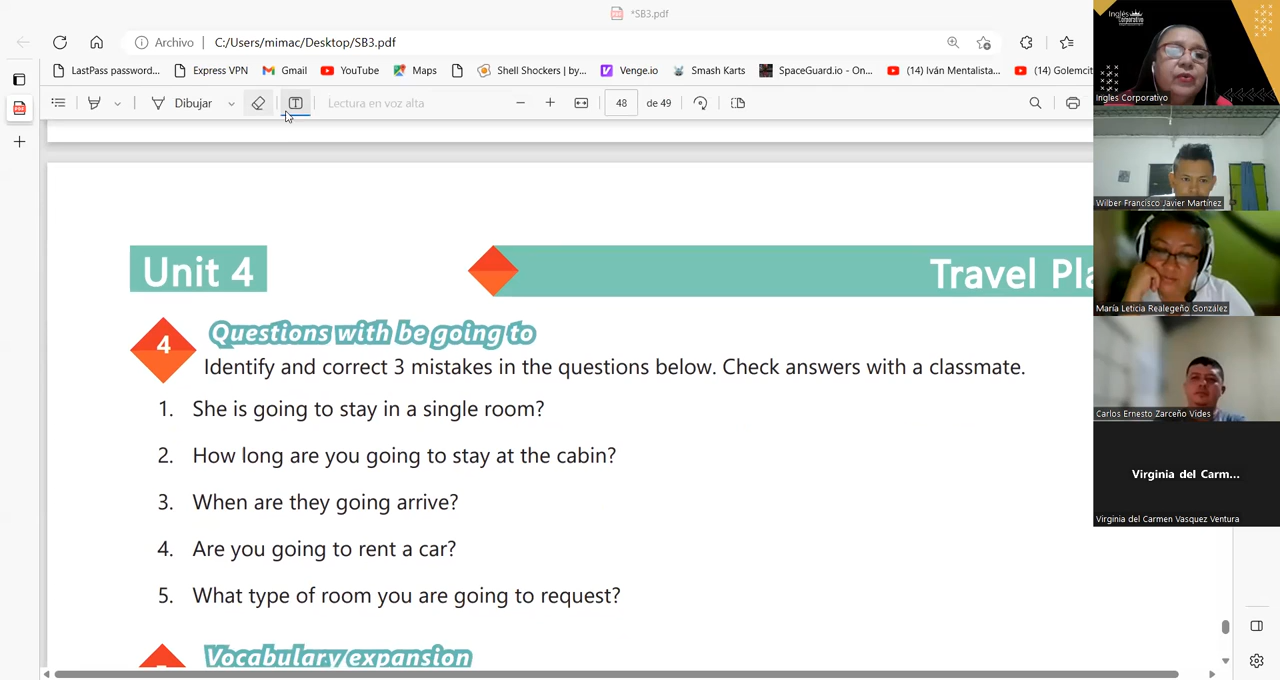 *SB3.pdf
Archivo | C:/Users/mimac/Desktop/SB3.pdf
LastPass password... Express VPN Gmail YouTube Maps Shell Shockers | by... Venge.io Smash Karts SpaceGuard.io - On... (14) Iván Mentalista... (14) Golemcit
Dibujar Lectura en voz alta 48 de 49
Unit 4
Travel Pla
4
Questions with be going to
Identify and correct 3 mistakes in the questions below. Check answers with a classmate.
1. She is going to stay in a single room?
2. How long are you going to stay at the cabin?
3. When are they going arrive?
4. Are you going to rent a car?
5. What type of room you are going to request?
Vocabulary expansion
Inglés
Corporativo
Ingles Corporativo
Wilber Francisco Javier Martínez
María Leticia Realegeño González
Carlos Ernesto Zarceño Vides
Virginia del Carm...
Virginia del Carmen Vasquez Ventura